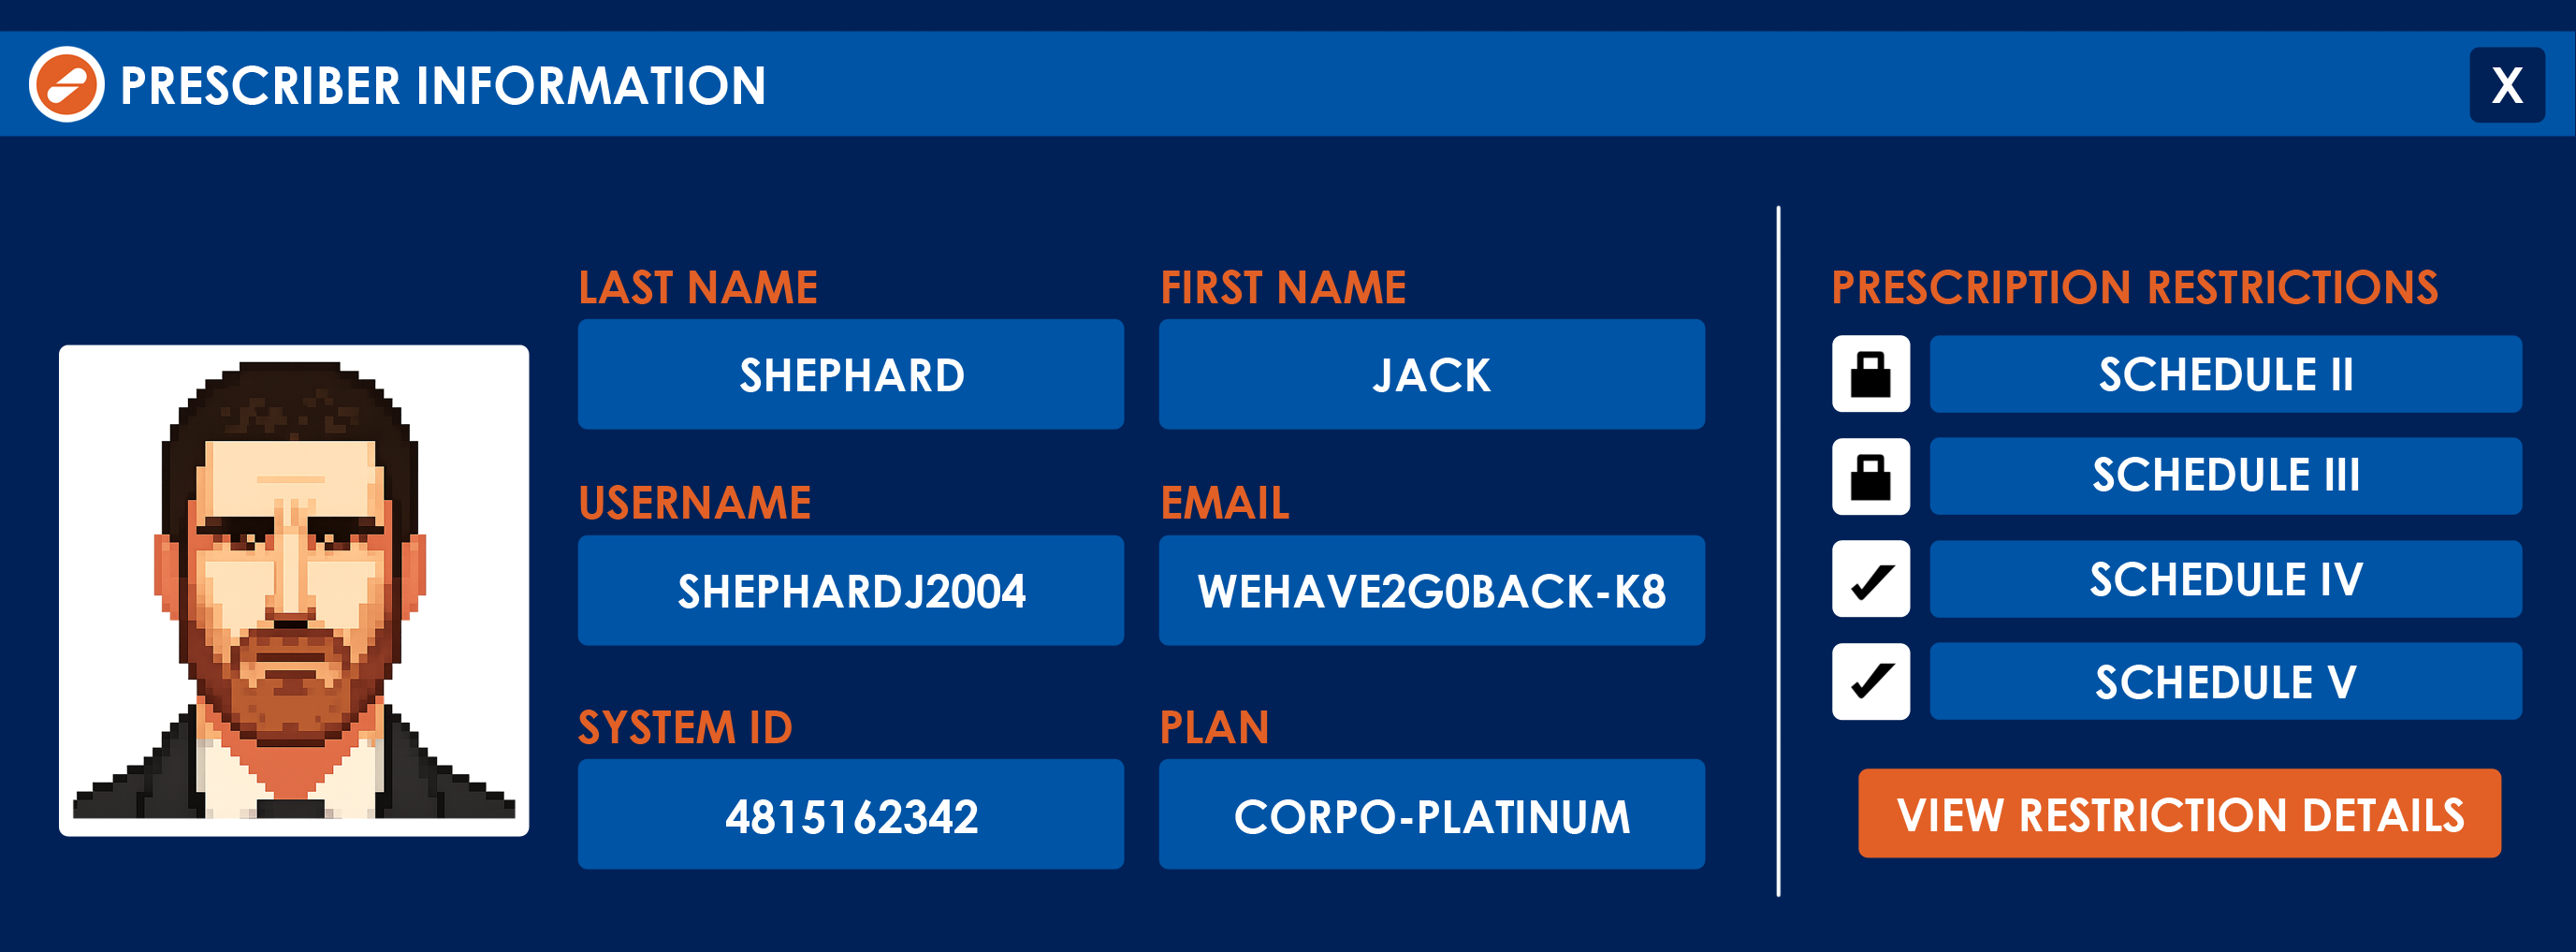 PRESCRIBER INFORMATION
X
LAST NAME
FIRST NAME
SHEPHARD
JACK
USERNAME
EMAIL
SHEPHARDJ2004
WEHAVE2G0BACK-K8
SYSTEM ID
PLAN
4815162342
CORPO-PLATINUM
PRESCRIPTION RESTRICTIONS
SCHEDULE II
SCHEDULE III
SCHEDULE IV
SCHEDULE V
VIEW RESTRICTION DETAILS